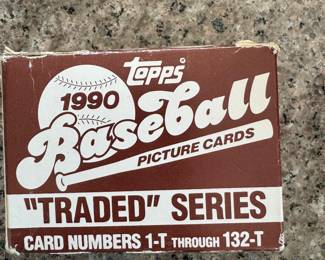 Topps
1990
Baseball
PICTURE CARDS
"TRADED" SERIES
CARD NUMBERS 1-T THROUGH 132-T